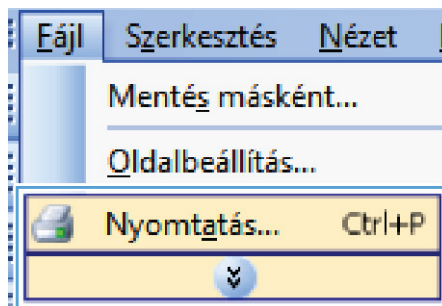 Fájl Szerkesztés Nézet
Mentés másként...
Oldalbeállítás...
Nyomtatás... Ctrl+P